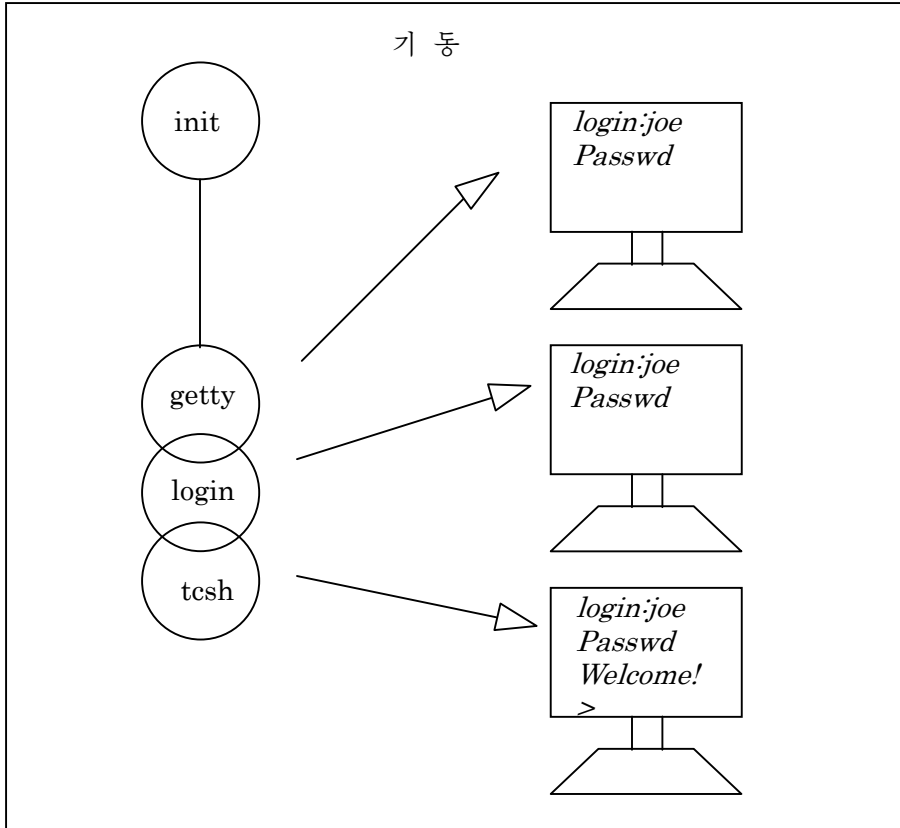 기 동
init
login:joe
Passwd
getty
login:joe
Passwd
login
tcsh
login:joe
Passwd
Welcome!
>